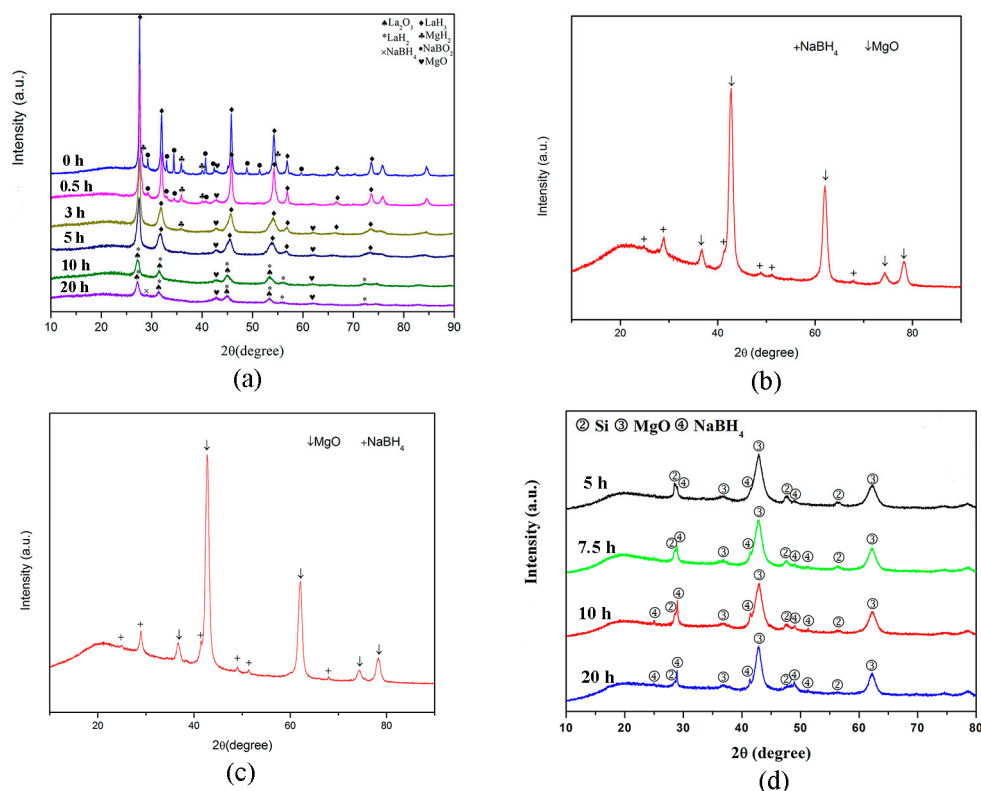 ♠La₂O₃ ♦LaH₃
*LaH₂ ♣MgH₂
×NaBH₄ ●NaBO₂
♥MgO
Intensity (a.u.)
0 h
0.5 h
3 h
5 h
10 h
20 h
10 20 30 40 50 60 70 80 90
2θ(degree)
(a)
+NaBH₄ ↓MgO
Intensity (a.u.)
20 40 60 80
2θ (degree)
(b)
↓MgO +NaBH₄
Intensity (a.u.)
20 40 60 80
2θ(degree)
(c)
② Si ③ MgO ④ NaBH₄
Intensity (a.u.)
5 h
7.5 h
10 h
20 h
10 20 30 40 50 60 70 80
2θ (degree)
(d)